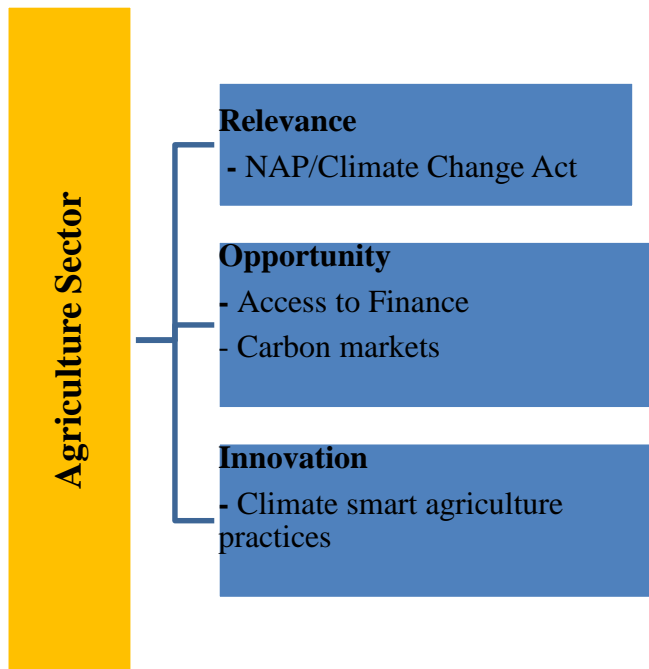 Agriculture Sector
Relevance
- NAP/Climate Change Act
Opportunity
- Access to Finance
- Carbon markets
Innovation
- Climate smart agriculture
practices